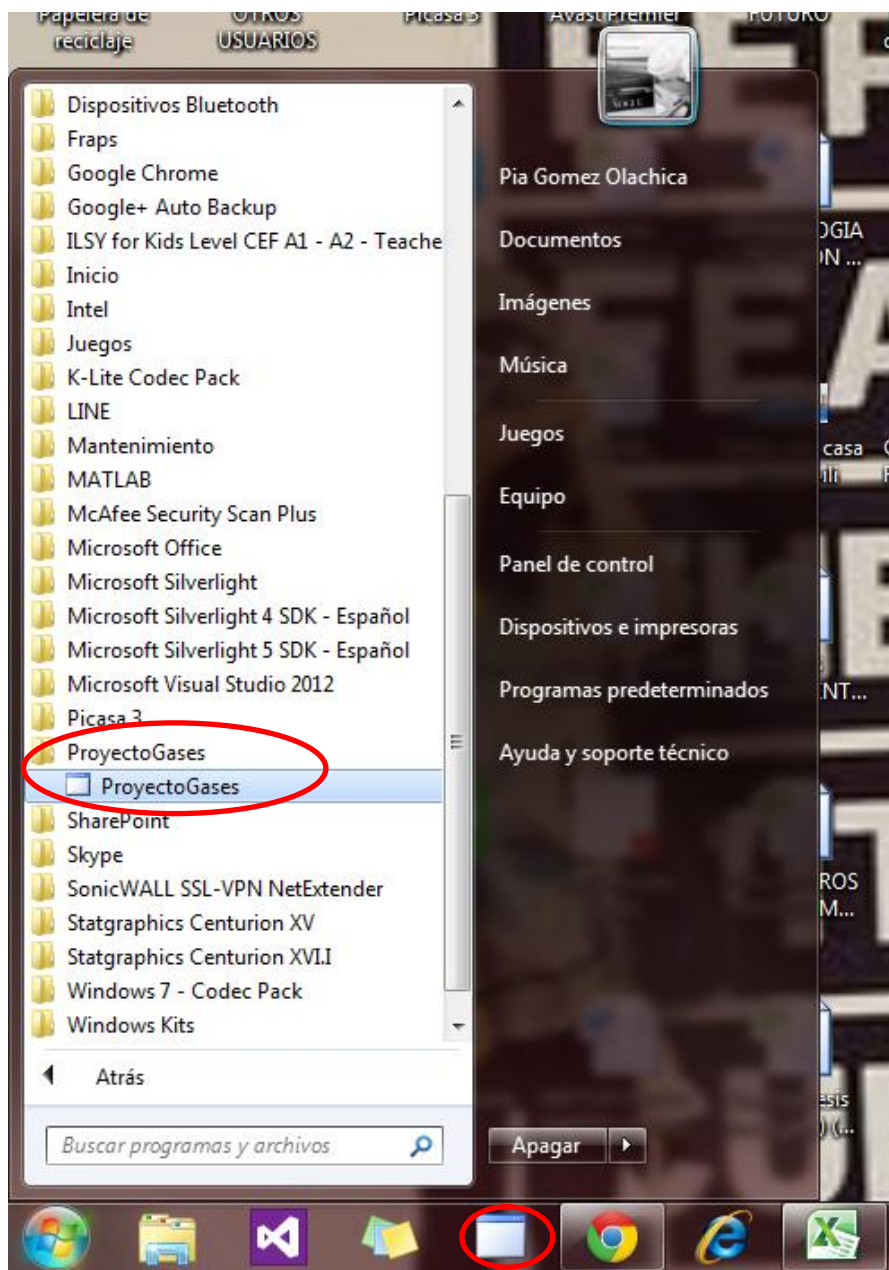 Papelera de
reciclaje
OTROS
USUARIOS
Picasa 3
Avast Premier
FUTURO
Dispositivos Bluetooth
Fraps
Google Chrome
Google+ Auto Backup
ILSY for Kids Level CEF A1 - A2 - Teache
Inicio
Intel
Juegos
K-Lite Codec Pack
LINE
Mantenimiento
MATLAB
McAfee Security Scan Plus
Microsoft Office
Microsoft Silverlight
Microsoft Silverlight 4 SDK - Español
Microsoft Silverlight 5 SDK - Español
Microsoft Visual Studio 2012
Picasa 3
ProyectoGases
ProyectoGases
SharePoint
Skype
SonicWALL SSL-VPN NetExtender
Statgraphics Centurion XV
Statgraphics Centurion XVI.I
Windows 7 - Codec Pack
Windows Kits
Atrás
Buscar programas y archivos
Pia Gomez Olachica
Documentos
Imágenes
Música
Juegos
Equipo
Panel de control
Dispositivos e impresoras
Programas predeterminados
Ayuda y soporte técnico
Apagar
OGIA
ON ...
casa
NT...
ROS
M...
esis